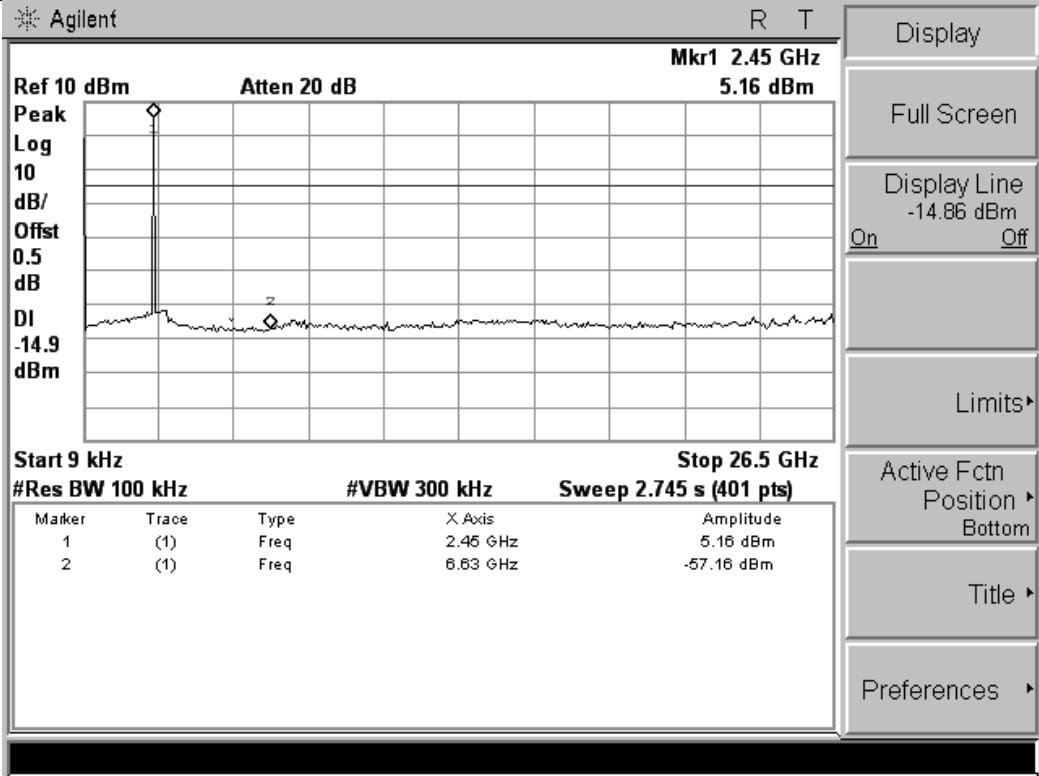 Agilent R T
Mkr1 2.45 GHz
Ref 10 dBm Atten 20 dB 5.16 dBm
Peak
Log
10
dB/
Offst
0.5
dB
DI
-14.9
dBm
1
2
Start 9 kHz Stop 26.5 GHz
#Res BW 100 kHz #VBW 300 kHz Sweep 2.745 s (401 pts)
Marker Trace Type X Axis Amplitude
1 (1) Freq 2.45 GHz 5.16 dBm
2 (1) Freq 6.63 GHz -57.16 dBm
Display
Full Screen
Display Line
-14.86 dBm
On Off
Limits
Active Fctn
Position
Bottom
Title
Preferences